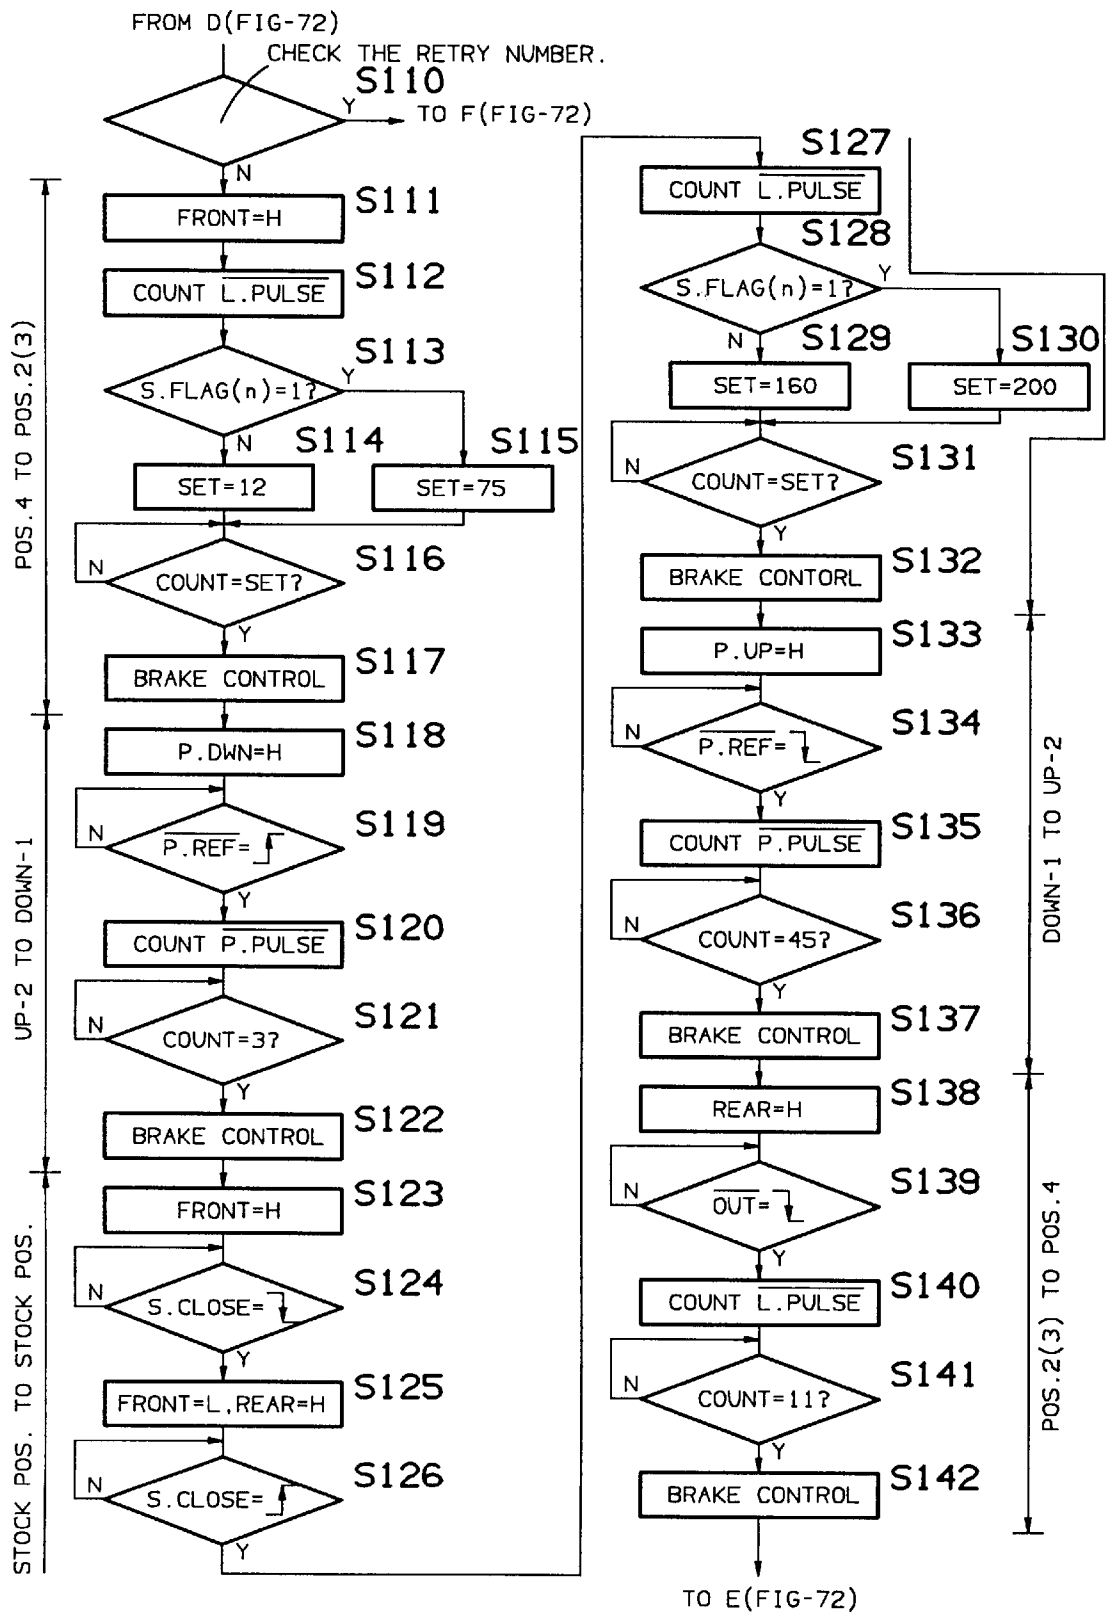 FROM D(FIG-72)
CHECK THE RETRY NUMBER.
S110
Y
TO F(FIG-72)
N
POS.4 TO POS.2(3)
S111
FRONT=H
S112
COUNT L.PULSE
S113
S.FLAG(n)=1?
Y
N
S114
SET=12
S115
SET=75
S116
COUNT=SET?
N
Y
S117
BRAKE CONTROL
UP-2 TO DOWN-1
S118
P.DWN=H
S119
P.REF=
N
Y
S120
COUNT P.PULSE
S121
COUNT=3?
N
Y
S122
BRAKE CONTROL
STOCK POS. TO STOCK POS.
S123
FRONT=H
S124
S.CLOSE=
N
Y
S125
FRONT=L,REAR=H
S126
S.CLOSE=
N
Y
S127
COUNT L.PULSE
S128
S.FLAG(n)=1?
Y
N
S129
SET=160
S130
SET=200
S131
COUNT=SET?
N
Y
S132
BRAKE CONTORL
DOWN-1 TO UP-2
S133
P.UP=H
S134
P.REF=
N
Y
S135
COUNT P.PULSE
S136
COUNT=45?
N
Y
S137
BRAKE CONTROL
POS.2(3) TO POS.4
S138
REAR=H
S139
OUT=
N
Y
S140
COUNT L.PULSE
S141
COUNT=11?
N
Y
S142
BRAKE CONTROL
TO E(FIG-72)